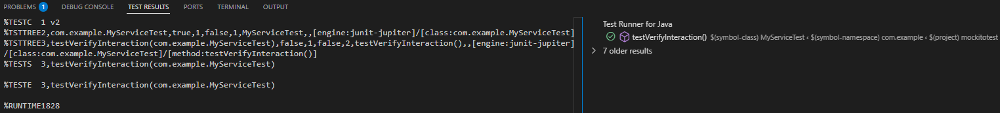 PROBLEMS 1 DEBUG CONSOLE TEST RESULTS PORTS TERMINAL OUTPUT
%TESTC  1 v2
%TSTTREE2,com.example.MyServiceTest,true,1,false,1,MyServiceTest,,[engine:junit-jupiter]/[class:com.example.MyServiceTest]
%TSTTREE3,testVerifyInteraction(com.example.MyServiceTest),false,1,false,2,testVerifyInteraction(),,[engine:junit-jupiter]
/[class:com.example.MyServiceTest]/[method:testVerifyInteraction()]
%TESTS  3,testVerifyInteraction(com.example.MyServiceTest)
%TESTE  3,testVerifyInteraction(com.example.MyServiceTest)
%RUNTIME1828
Test Runner for Java
testVerifyInteraction() $(symbol-class) MyServiceTest ‹ $(symbol-namespace) com.example ‹ $(project) mockitotest
7 older results